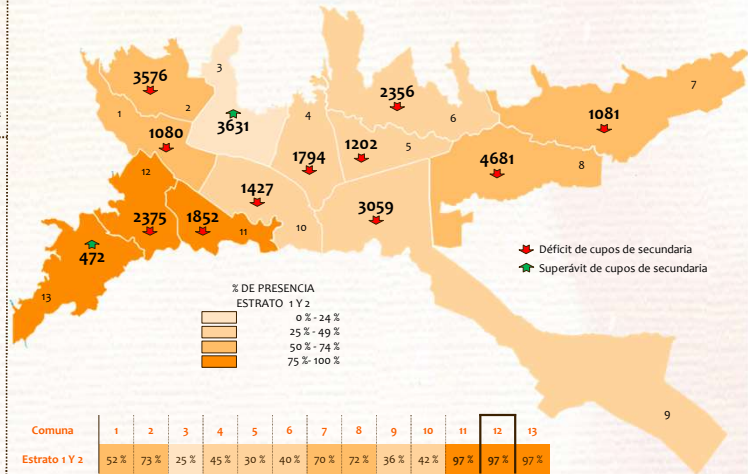 3
7
3576
2356
1
2
4
6
1081
3631
1080
5
1202
1794
4681
8
12
1427
3059
2375
1852
11
10
472
Déficit de cupos de secundaria
Superávit de cupos de secundaria
13
% DE PRESENCIA
ESTRATO 1 Y 2
0 % - 24 %
25 % - 49 %
50 % - 74 %
75 %- 100 %
9
Comuna 1 2 3 4 5 6 7 8 9 10 11 12 13
Estrato 1 Y 2 52 % 73 % 25 % 45 % 30 % 40 % 70 % 72 % 36 % 42 % 97 % 97 % 97 %